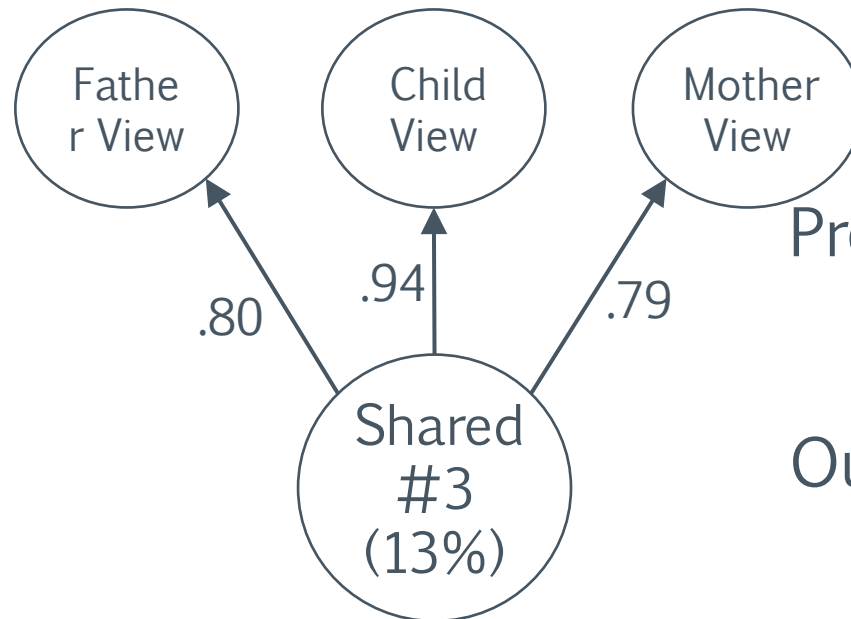 Fathe
r View
Child
View
Mother
View
.80
.94
.79
Shared
#3
(13%)